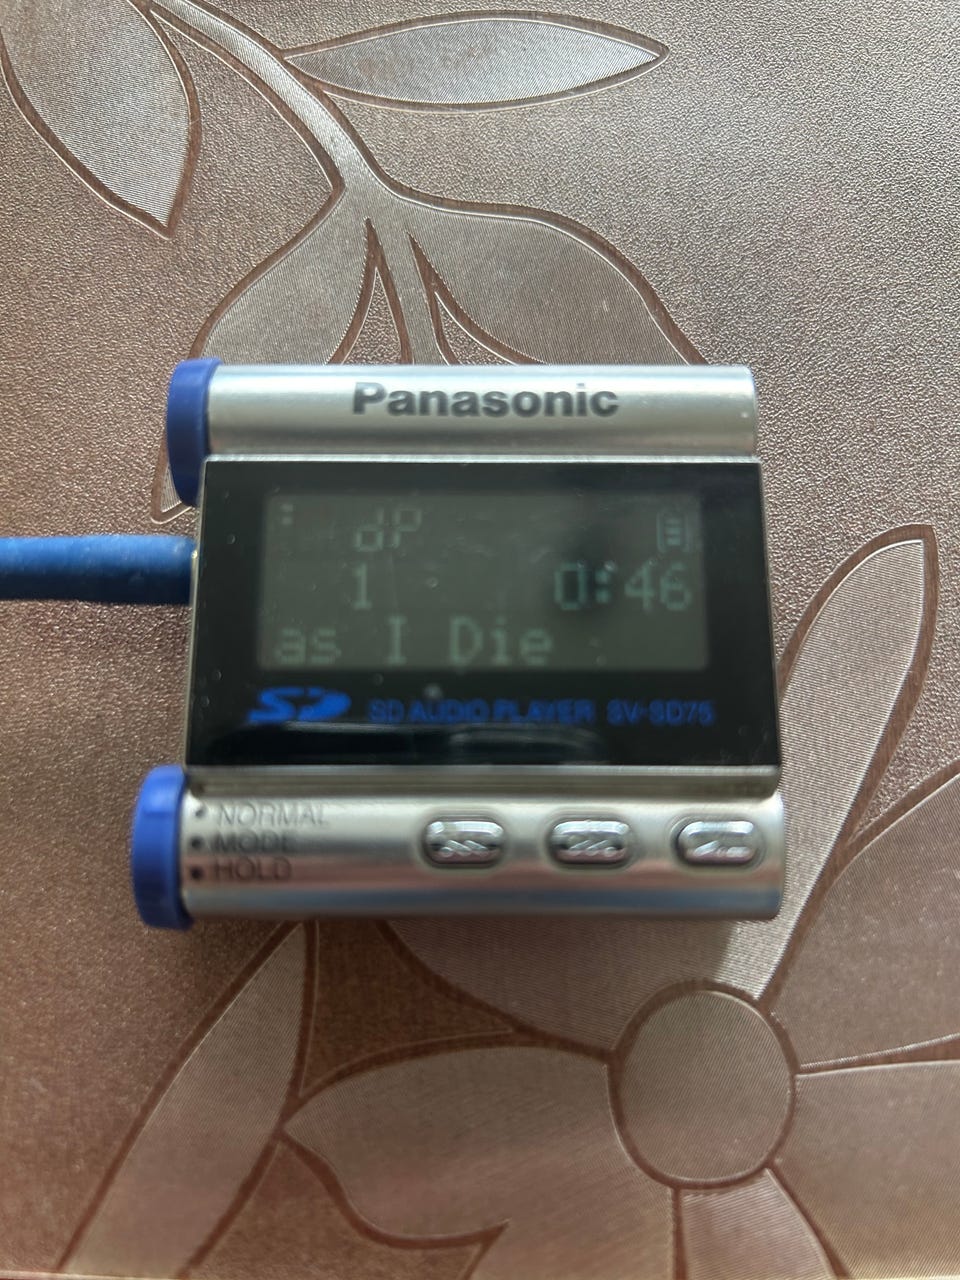 Panasonic
dP
1 0:46
as I Die
SD SD AUDIO PLAYER SV-SD75
NORMAL
MODE
HOLD